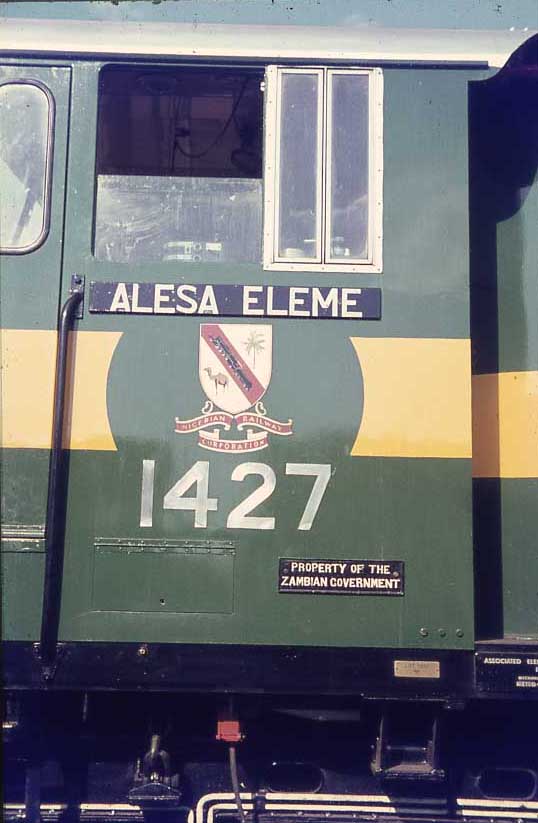 ALESA ELEME
NIGERIAN RAILWAY
CORPORATION
1427
PROPERTY OF THE
ZAMBIAN GOVERNMENT
ASSOCIATED